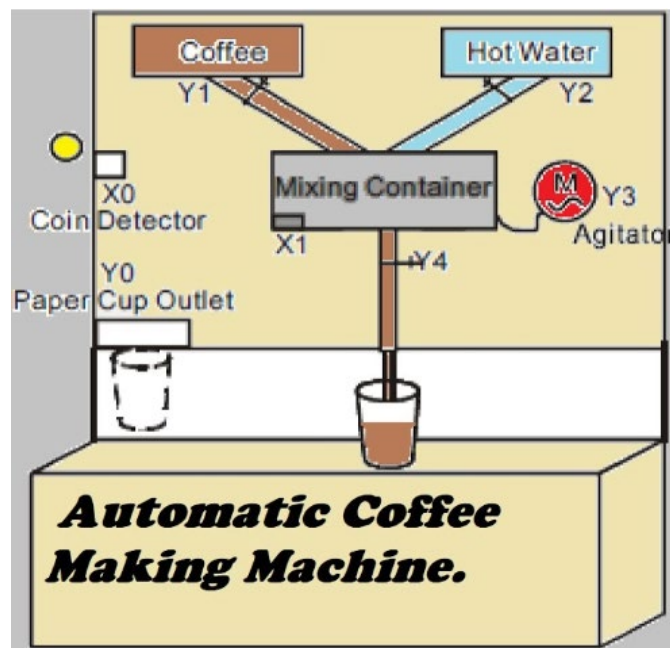 Coffee
Hot Water
Y1
Y2
Mixing Container
M
Y3
X0
Coin Detector
X1
Agitator
Y4
Y0
Paper Cup Outlet
Automatic Coffee
Making Machine.